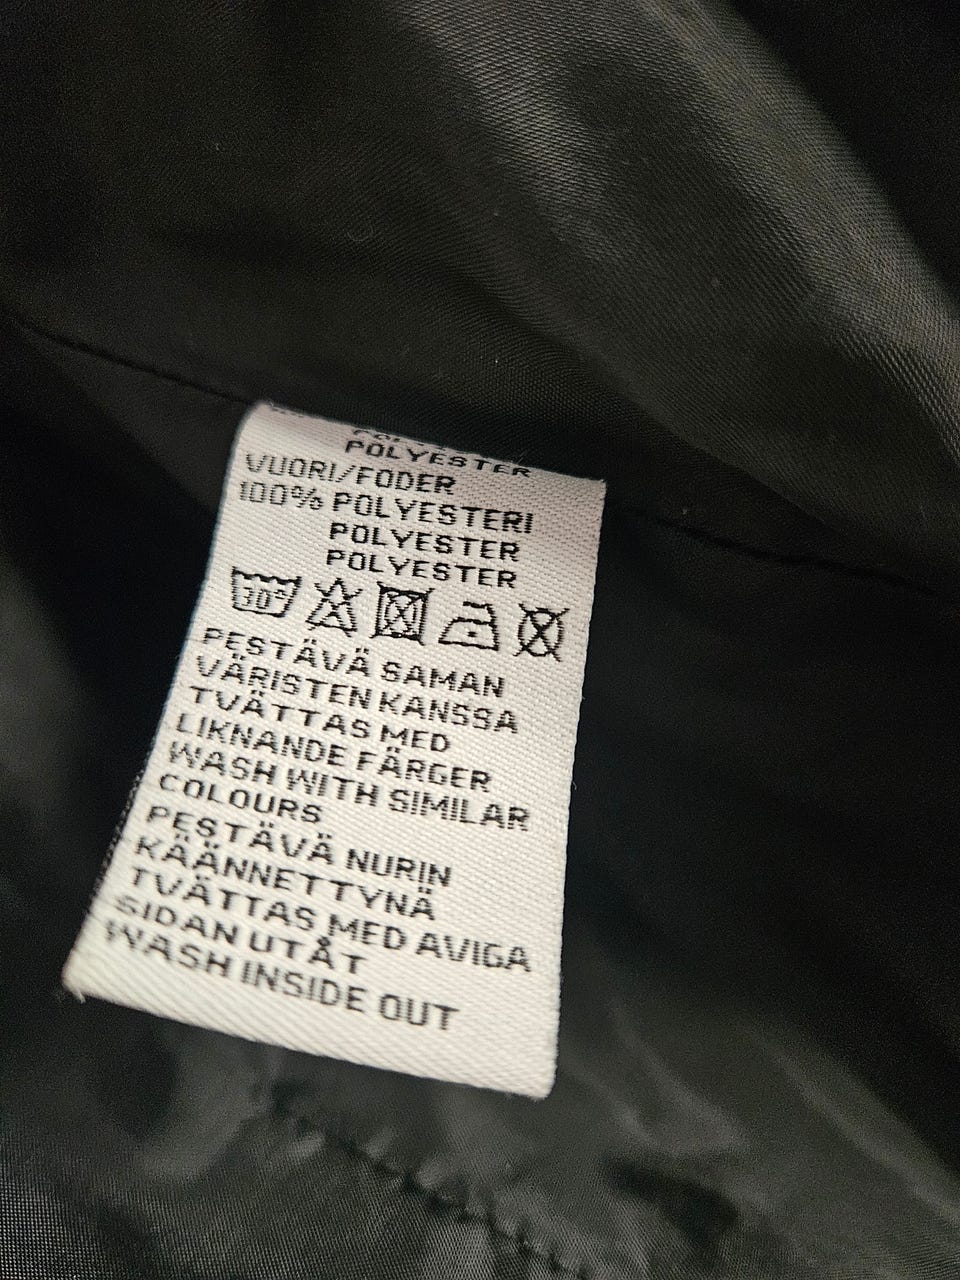 POLYESTER
VUORI/FODER
100% POLYESTERI
POLYESTER
POLYESTER
30°
PESTÄVÄ SAMAN
VÄRISTEN KANSSA
TVÄTTAS MED
LIKNANDE FÄRGER
WASH WITH SIMILAR
COLOURS
PESTÄVÄ NURIN
KÄÄNNETTYNÄ
TVÄTTAS MED AVIGA
SIDAN UTÅT
WASH INSIDE OUT